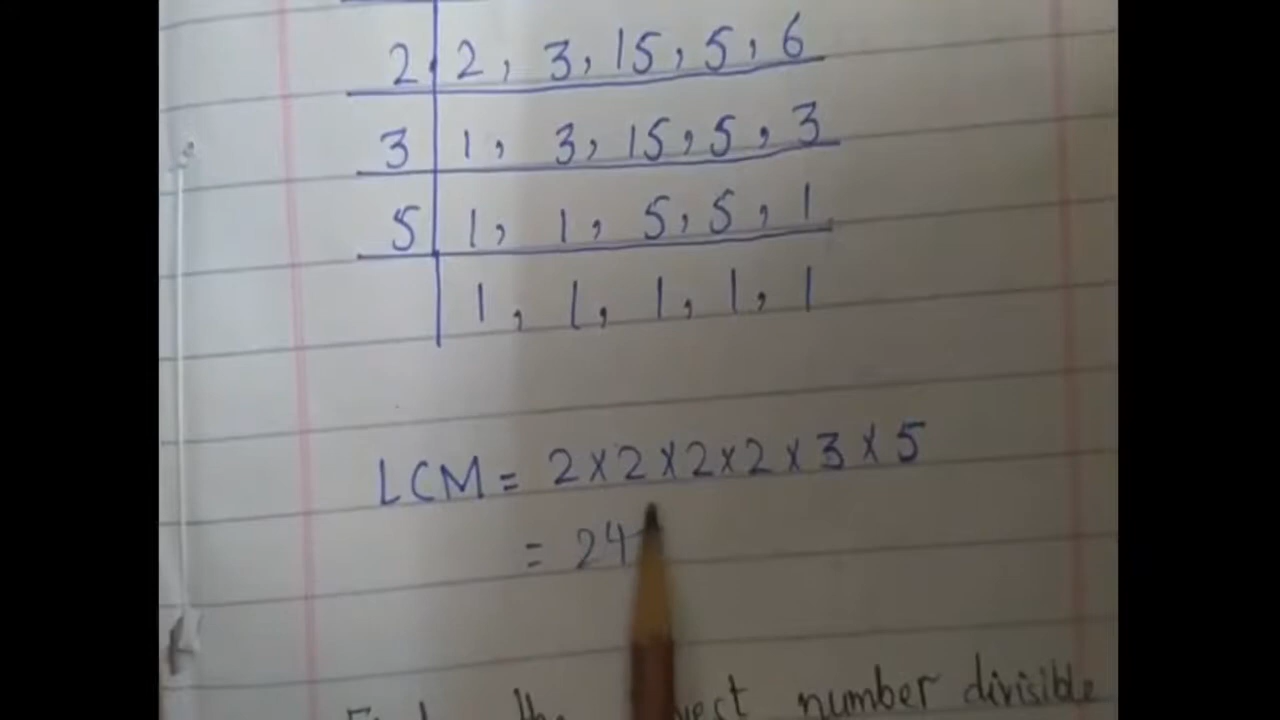 2 2, 3, 15, 5, 6
3 1, 3, 15, 5, 3
5 1, 1, 5, 5, 1
1, 1, 1, 1, 1
LCM = 2×2×2×2×3×5
= 24
number divisible